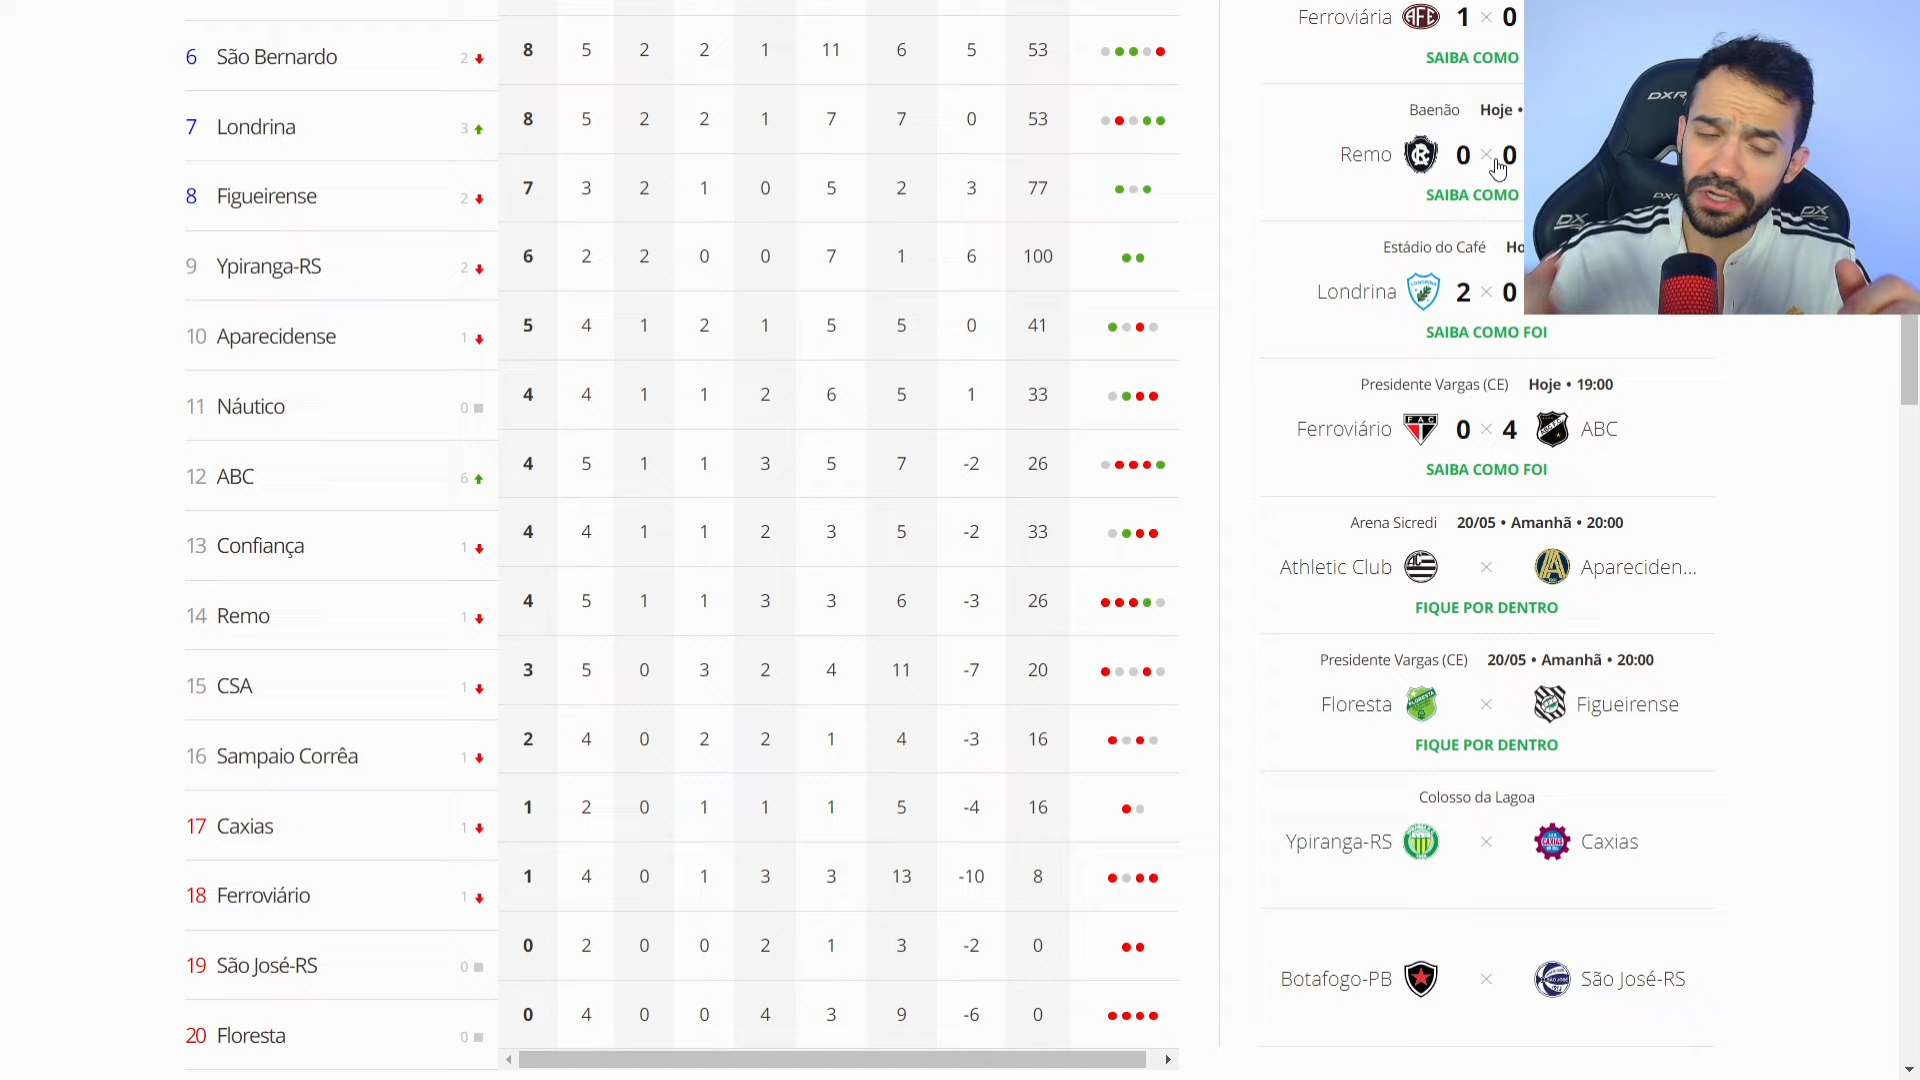 6 São Bernardo 2 8 5 2 2 1 11 6 5 53
7 Londrina 3 8 5 2 2 1 7 7 0 53
8 Figueirense 2 7 3 2 1 0 5 2 3 77
9 Ypiranga-RS 2 6 2 2 0 0 7 1 6 100
10 Aparecidense 1 5 4 1 2 1 5 5 0 41
11 Náutico 0 4 4 1 1 2 6 5 1 33
12 ABC 6 4 5 1 1 3 5 7 -2 26
13 Confiança 1 4 4 1 1 2 3 5 -2 33
14 Remo 1 4 5 1 1 3 3 6 -3 26
15 CSA 1 3 5 0 3 2 4 11 -7 20
16 Sampaio Corrêa 1 2 4 0 2 2 1 4 -3 16
17 Caxias 1 1 2 0 1 1 1 5 -4 16
18 Ferroviário 1 1 4 0 1 3 3 13 -10 8
19 São José-RS 0 0 2 0 0 2 1 3 -2 0
20 Floresta 0 0 4 0 0 4 3 9 -6 0
Ferroviária AFE 1 × 0
SAIBA COMO
Baenão Hoje •
Remo 0 × 0
SAIBA COMO
Estádio do Café Ho
Londrina 2 × 0
SAIBA COMO FOI
Presidente Vargas (CE) Hoje • 19:00
Ferroviário FAC 0 × 4 ABC
SAIBA COMO FOI
Arena Sicredi 20/05 • Amanhã • 20:00
Athletic Club × Apareciden...
FIQUE POR DENTRO
Presidente Vargas (CE) 20/05 • Amanhã • 20:00
Floresta × Figueirense
FIQUE POR DENTRO
Colosso da Lagoa
Ypiranga-RS × Caxias
Botafogo-PB × São José-RS
DXR
DX
DX